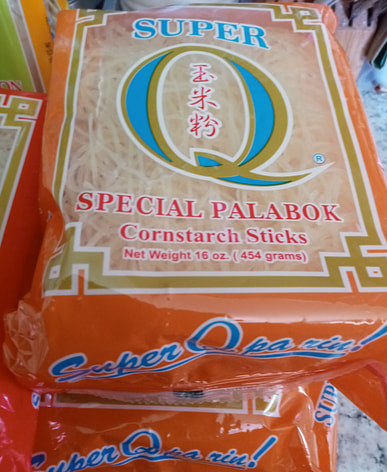 SUPER
Q
玉米粉
®
SPECIAL PALABOK
Cornstarch Sticks
Net Weight 16 oz. ( 454 grams)
Super Q pa rin!
Super Q pa rin!
SUPER